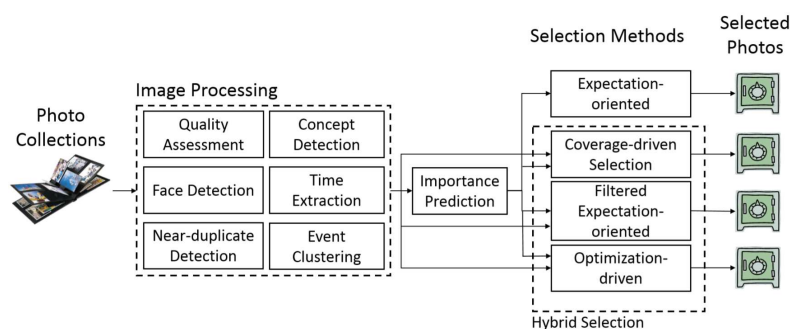 Selection Methods
Selected
Photos
Photo
Collections
Image Processing
Quality
Assessment
Concept
Detection
Face Detection
Time
Extraction
Near-duplicate
Detection
Event
Clustering
Importance
Prediction
Expectation-
oriented
Coverage-driven
Selection
Filtered
Expectation-
oriented
Optimization-
driven
Hybrid Selection